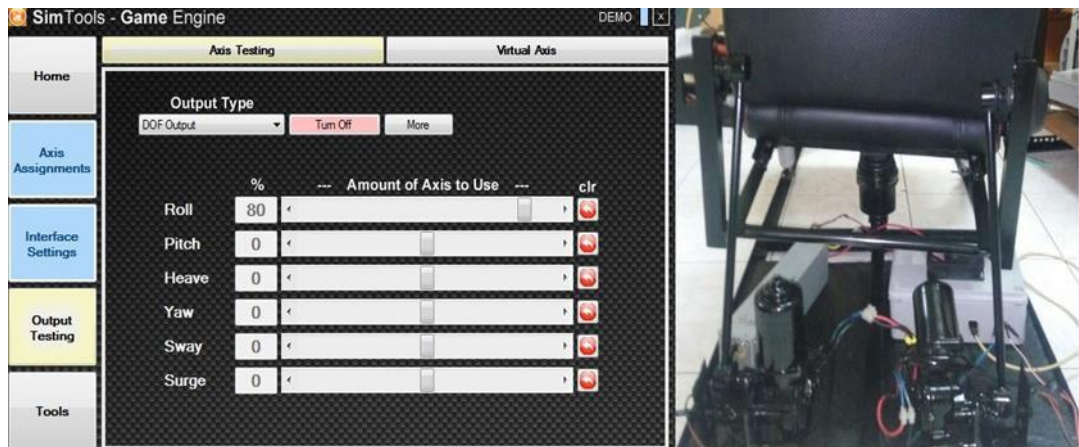 SimTools - Game Engine
DEMO
X
Axis Testing
Virtual Axis
Home
Axis
Assignments
Interface
Settings
Output
Testing
Tools
Output Type
DOF Output
Turn Off
More
% --- Amount of Axis to Use --- clr
Roll 80
Pitch 0
Heave 0
Yaw 0
Sway 0
Surge 0